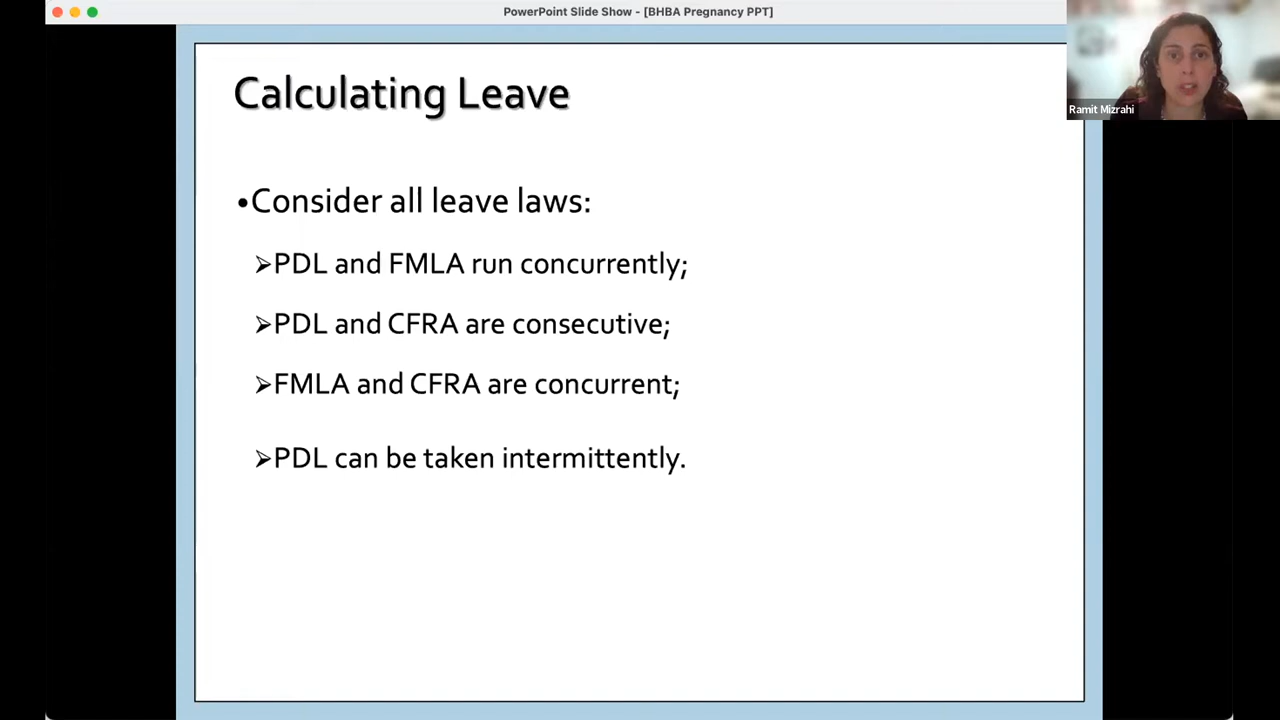 PowerPoint Slide Show - [BHBA Pregnancy PPT]
Ramit Mizrahi
Calculating Leave
•Consider all leave laws:
➢PDL and FMLA run concurrently;
➢PDL and CFRA are consecutive;
➢FMLA and CFRA are concurrent;
➢PDL can be taken intermittently.